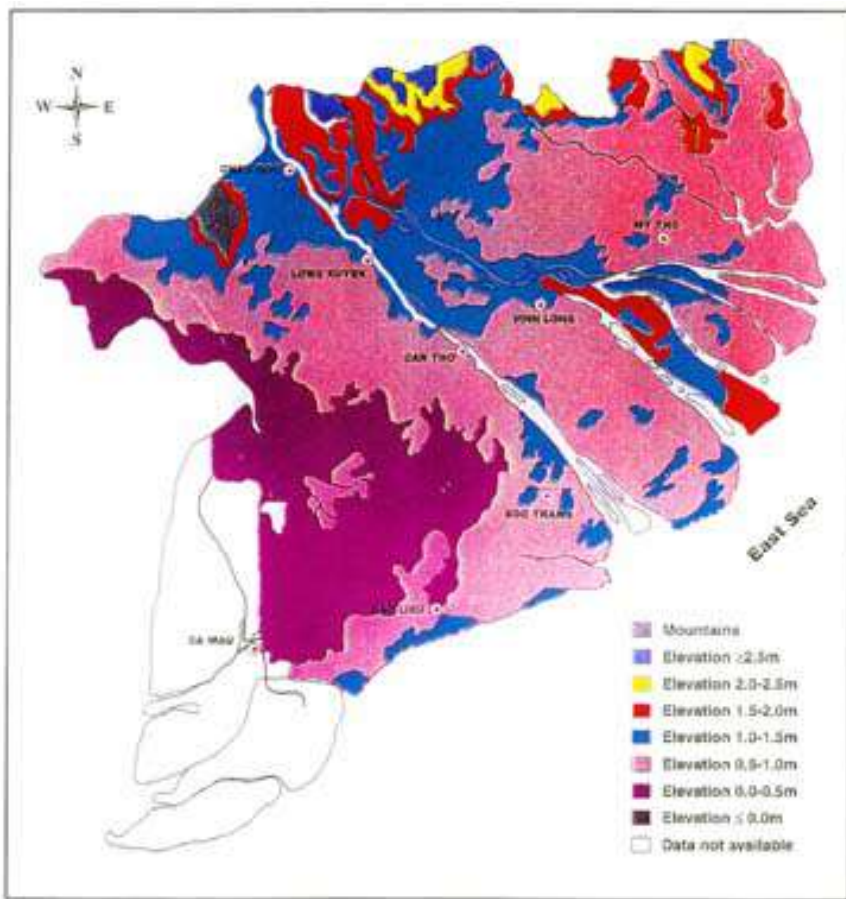 N
W E
S
LONG XUYEN
MY THO
VINH LONG
CAN THO
SOC TRANG
East Sea
CA MAU
Mountains
Elevation ≥2.5m
Elevation 2.0-2.5m
Elevation 1.5-2.0m
Elevation 1.0-1.5m
Elevation 0.5-1.0m
Elevation 0.0-0.5m
Elevation ≤ 0.0m
Data not available